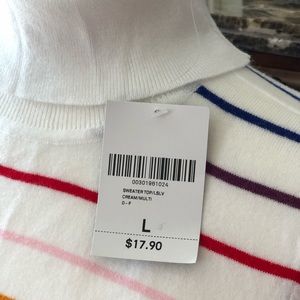 00301961024
SWEATER TOP/LSLV
CREAM/MULTI
D - F
L
$17.90